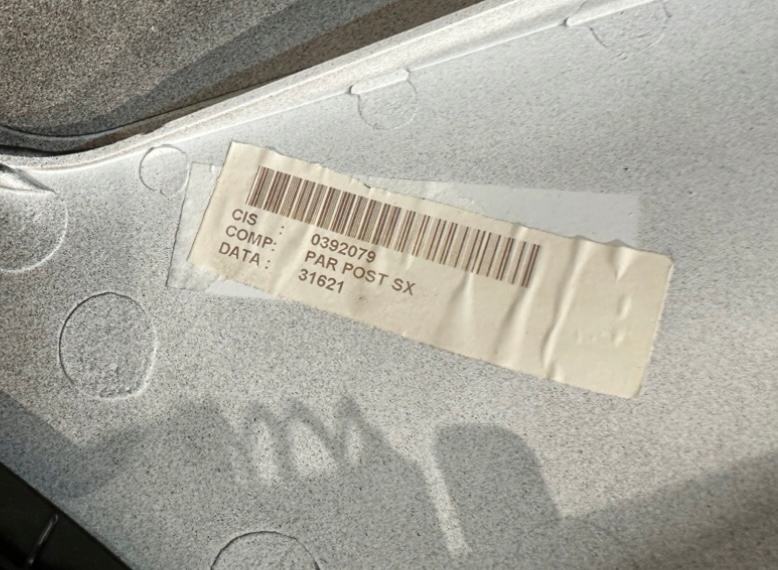 CIS : 0392079
COMP: PAR POST SX
DATA : 31621